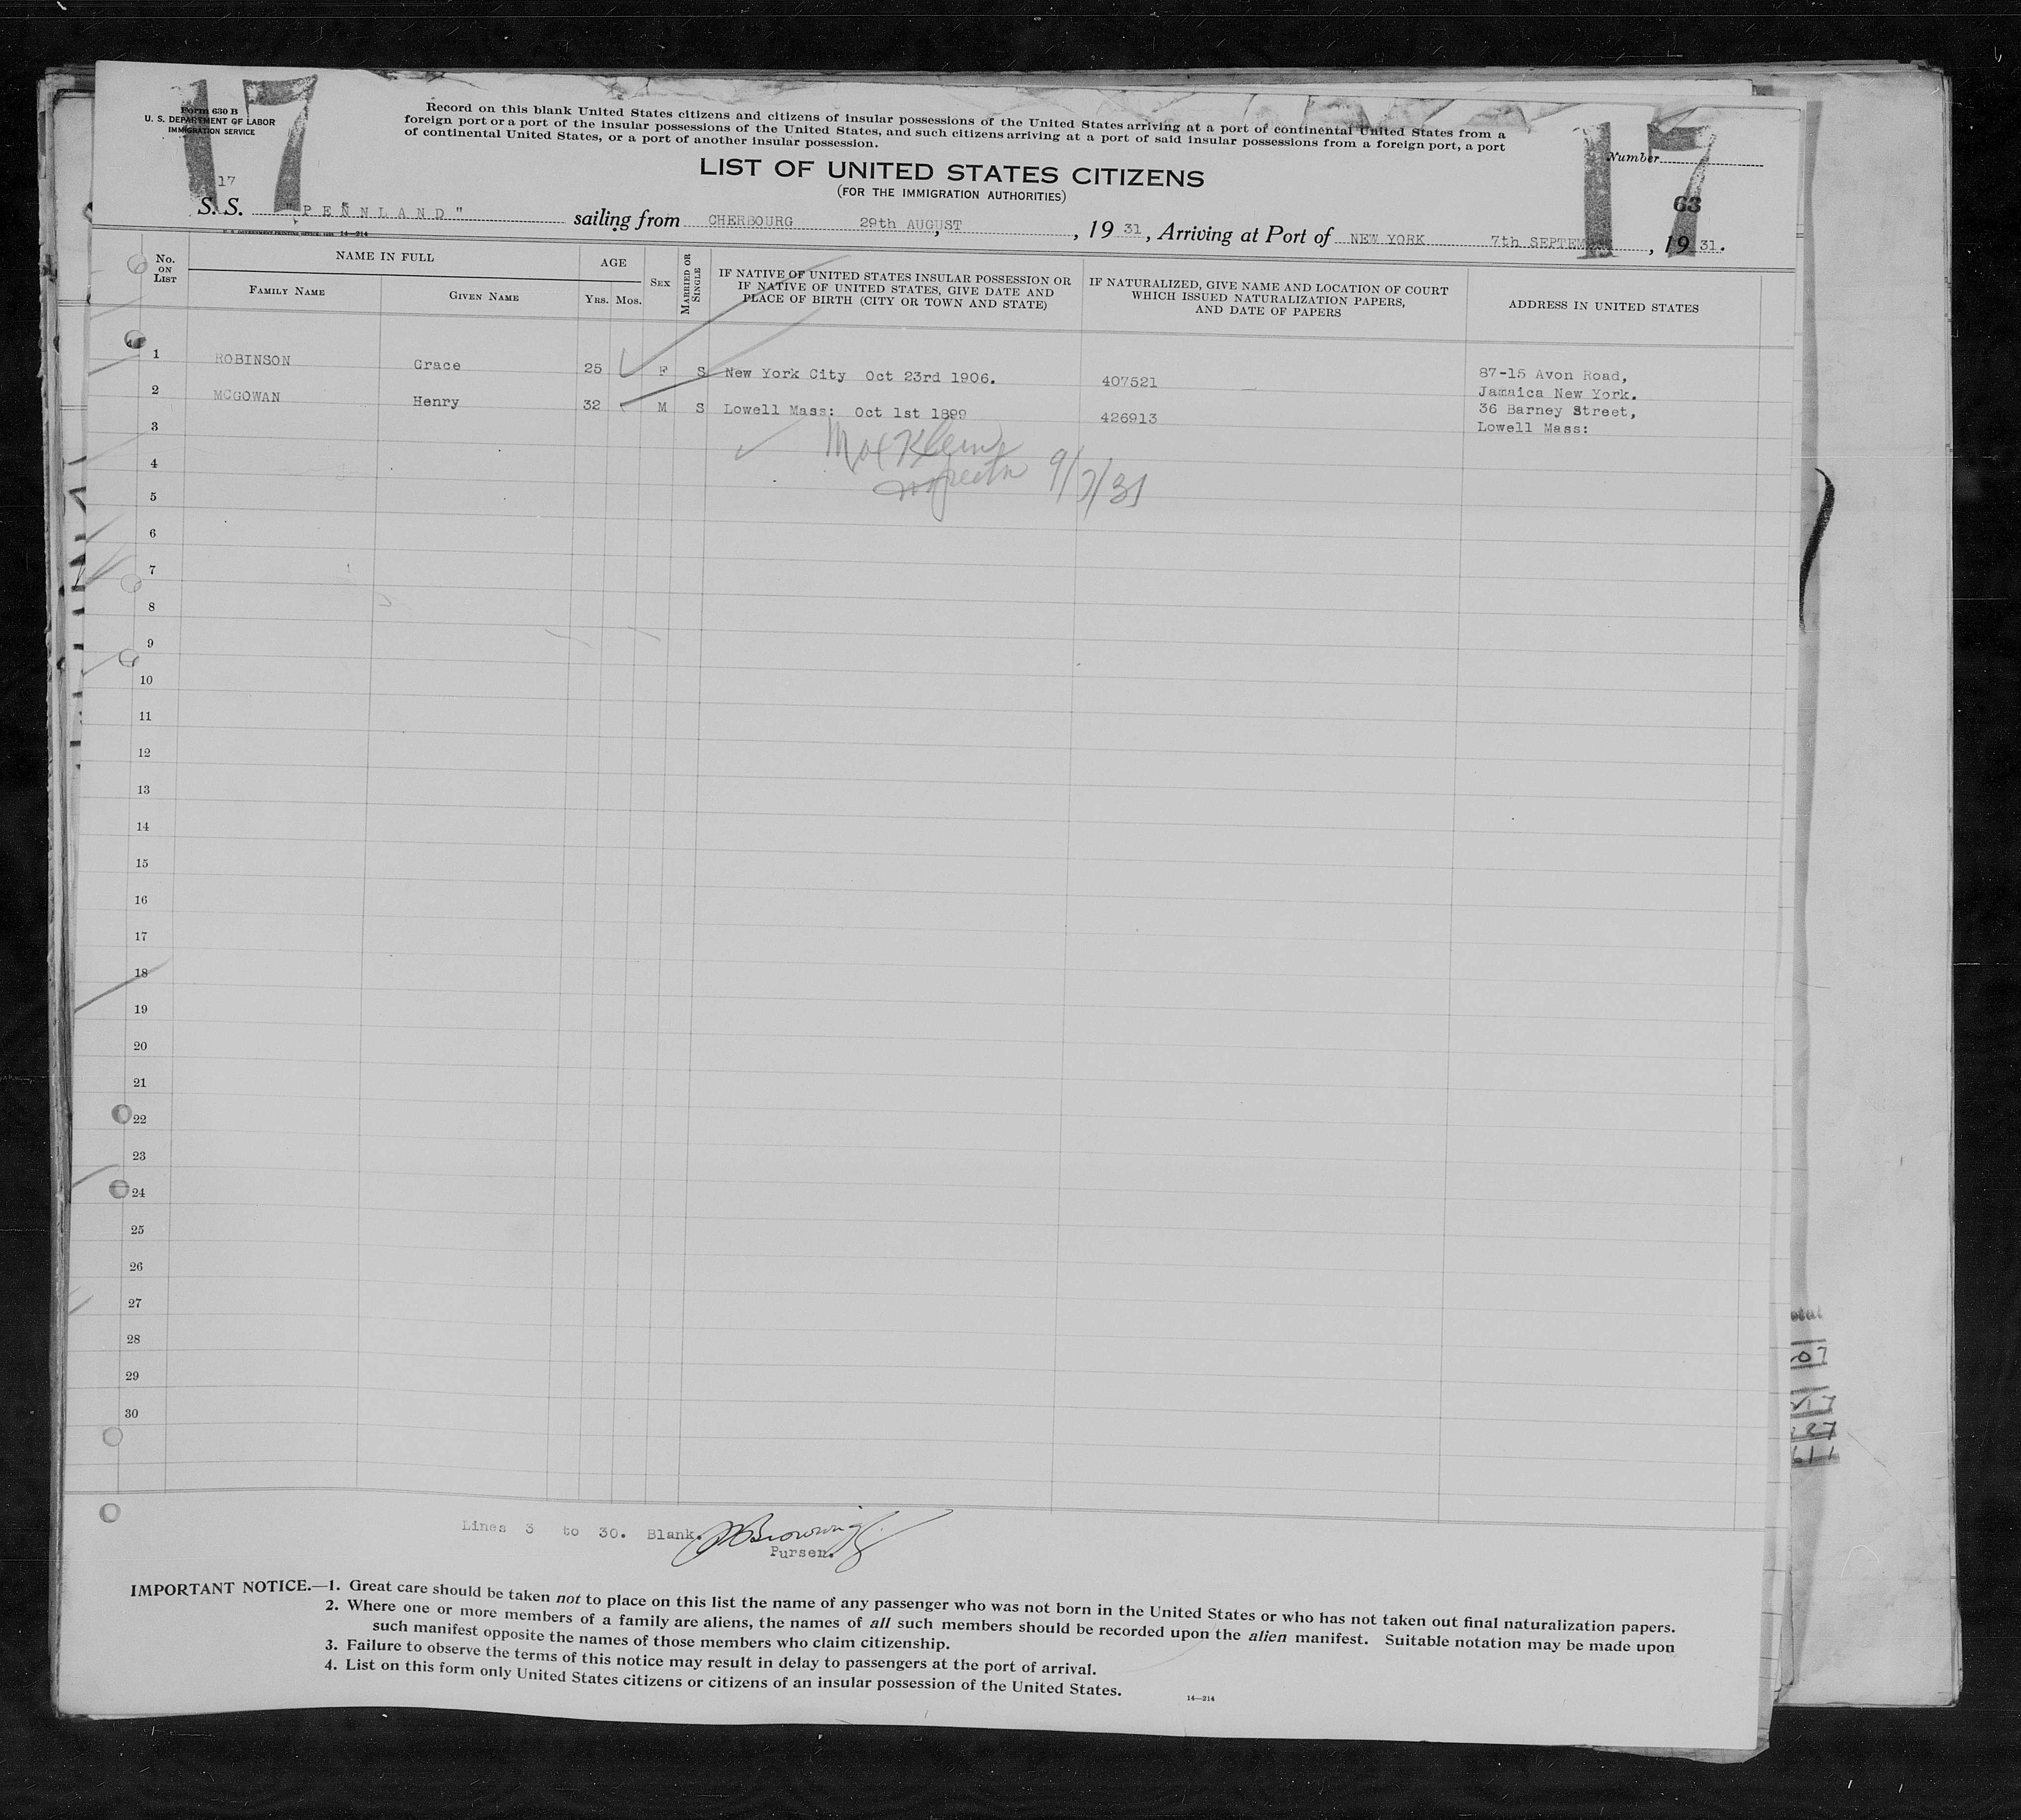 17 17
Form 630 B
U. S. DEPARTMENT OF LABOR
IMMIGRATION SERVICE
Record on this blank United States citizens and citizens of insular possessions of the United States arriving at a port of continental United States from a
foreign port or a port of the insular possessions of the United States, and such citizens arriving at a port of said insular possessions from a foreign port, a port
of continental United States, or a port of another insular possession.
Number
LIST OF UNITED STATES CITIZENS
(FOR THE IMMIGRATION AUTHORITIES)
17
63
S. S. "PENNLAND" sailing from CHERBOURG 29th AUGUST, , 19 31, Arriving at Port of NEW YORK 7th SEPTEM , 19 31.
U. S. GOVERNMENT PRINTING OFFICE: 14—214
No. ON LIST
NAME IN FULL
FAMILY NAME GIVEN NAME
AGE
YRS. MOS.
SEX
MARRIED OR SINGLE
IF NATIVE OF UNITED STATES INSULAR POSSESSION OR
IF NATIVE OF UNITED STATES, GIVE DATE AND
PLACE OF BIRTH (CITY OR TOWN AND STATE)
IF NATURALIZED, GIVE NAME AND LOCATION OF COURT
WHICH ISSUED NATURALIZATION PAPERS,
AND DATE OF PAPERS
ADDRESS IN UNITED STATES
1 ROBINSON Grace 25 F S New York City Oct 23rd 1906. 407521 87-15 Avon Road,
Jamaica New York.
2 MCGOWAN Henry 32 M S Lowell Mass: Oct 1st 1899 426913 36 Barney Street,
Lowell Mass:
3
Max Klein
4
Inspector 9/7/31
5
6
7
8
9
10
11
12
13
14
15
16
17
18
19
20
21
22
23
24
25
26
27
28
29
30
Lines 3 to 30. Blank.
Purser.
IMPORTANT NOTICE.—1. Great care should be taken not to place on this list the name of any passenger who was not born in the United States or who has not taken out final naturalization papers.
2. Where one or more members of a family are aliens, the names of all such members should be recorded upon the alien manifest. Suitable notation may be made upon
such manifest opposite the names of those members who claim citizenship.
3. Failure to observe the terms of this notice may result in delay to passengers at the port of arrival.
4. List on this form only United States citizens or citizens of an insular possession of the United States.
14—214